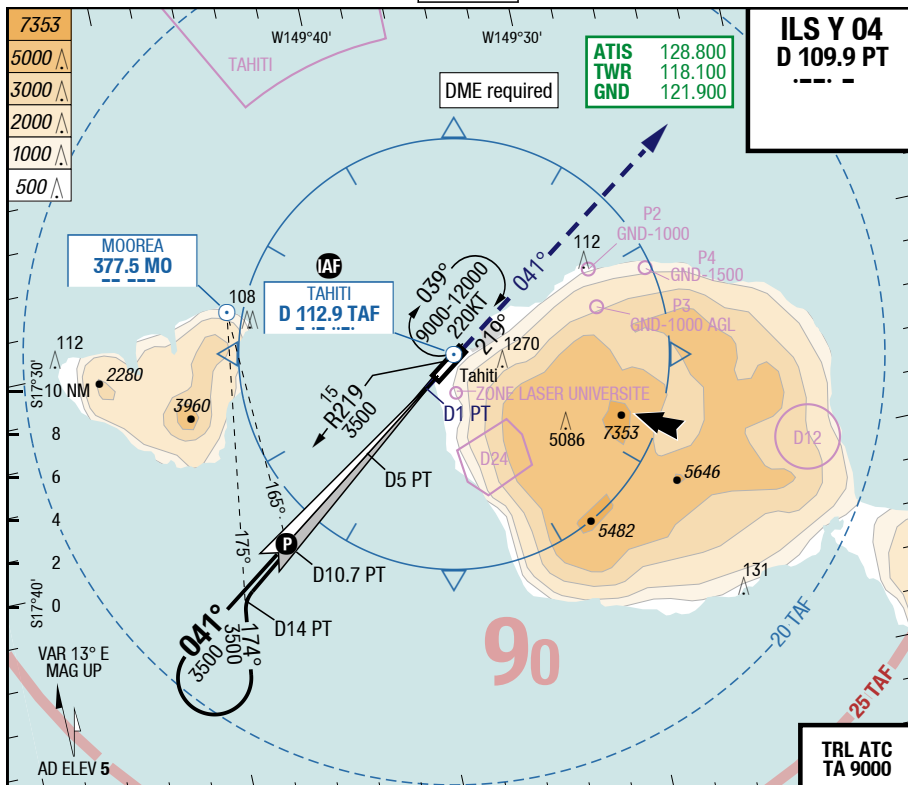 7353
5000
3000
2000
1000
500
W149°40'
W149°30'
TAHITI
DME required
ATIS 128.800
TWR 118.100
GND 121.900
ILS Y 04
D 109.9 PT
·--· -
MOOREA
377.5 MO
-- ---
IAF
TAHITI
D 112.9 TAF
- ·- ··-·
039°
9000-12000
220KT
219°
041°
P2
GND-1000
112
P4
GND-1500
P3
GND-1000 AGL
108
112
2280
3960
1270
Tahiti
ZONE LASER UNIVERSITE
S17°30'
10 NM
8
6
4
2
0
S17°40'
15
R219
3500
D1 PT
D24
5086
7353
D12
5646
5482
D5 PT
165°
175°
P
D10.7 PT
D14 PT
131
041°
3500
174°
3500
90
20 TAF
25 TAF
VAR 13° E
MAG UP
AD ELEV 5
TRL ATC
TA 9000